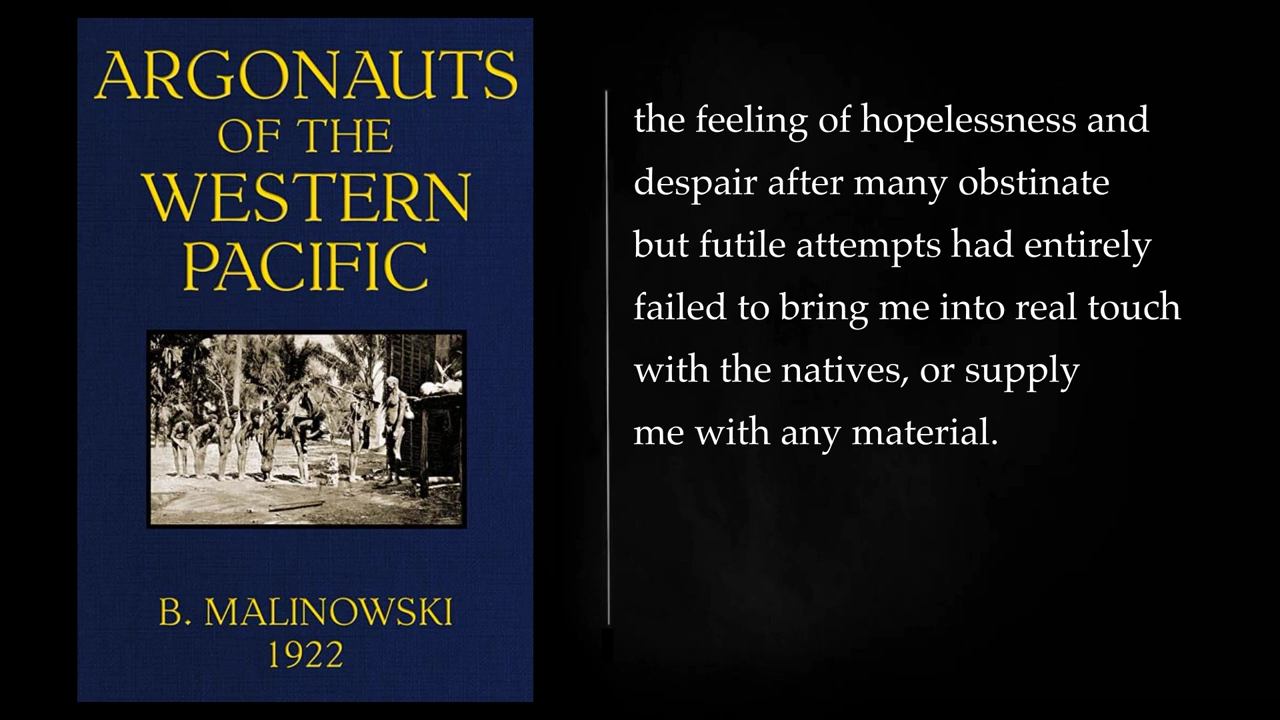 ARGONAUTS
OF THE
WESTERN
PACIFIC
B. MALINOWSKI
1922
the feeling of hopelessness and
despair after many obstinate
but futile attempts had entirely
failed to bring me into real touch
with the natives, or supply
me with any material.